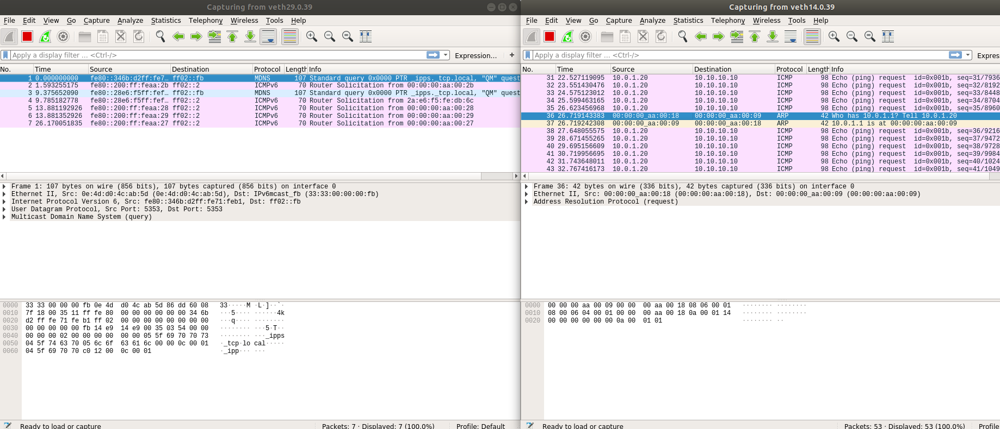 Capturing from veth29.0.39
File Edit View Go Capture Analyze Statistics Telephony Wireless Tools Help
Apply a display filter ... <Ctrl-/>
Expression... +
No. Time Source Destination Protocol Length Info
1 0.000000000 fe80::346b:d2ff:fe7… ff02::fb MDNS 107 Standard query 0x0000 PTR _ipps._tcp.local, "QM" quest
2 1.593255175 fe80::200:ff:feaa:2b ff02::2 ICMPv6 70 Router Solicitation from 00:00:00:aa:00:2b
3 9.375652090 fe80::28e6:f5ff:fef… ff02::fb MDNS 107 Standard query 0x0000 PTR _ipps._tcp.local, "QM" quest
4 9.785182778 fe80::28e6:f5ff:fef… ff02::2 ICMPv6 70 Router Solicitation from 2a:e6:f5:fe:db:6c
5 13.881192926 fe80::200:ff:feaa:28 ff02::2 ICMPv6 70 Router Solicitation from 00:00:00:aa:00:28
6 13.881352926 fe80::200:ff:feaa:29 ff02::2 ICMPv6 70 Router Solicitation from 00:00:00:aa:00:29
7 26.170051835 fe80::200:ff:feaa:27 ff02::2 ICMPv6 70 Router Solicitation from 00:00:00:aa:00:27
Frame 1: 107 bytes on wire (856 bits), 107 bytes captured (856 bits) on interface 0
Ethernet II, Src: 0e:4d:d0:4c:ab:5d (0e:4d:d0:4c:ab:5d), Dst: IPv6mcast_fb (33:33:00:00:00:fb)
Internet Protocol Version 6, Src: fe80::346b:d2ff:fe71:feb1, Dst: ff02::fb
User Datagram Protocol, Src Port: 5353, Dst Port: 5353
Multicast Domain Name System (query)
0000 33 33 00 00 00 fb 0e 4d d0 4c ab 5d 86 dd 60 08 33·····M ·L·]··`·
0010 7f 18 00 35 11 ff fe 80 00 00 00 00 00 00 34 6b ···5···· ······4k
0020 d2 ff fe 71 fe b1 ff 02 00 00 00 00 00 00 00 00 ···q···· ········
0030 00 00 00 00 00 fb 14 e9 14 e9 00 35 03 54 00 00 ········ ···5·T··
0040 00 00 00 02 00 00 00 00 00 00 05 5f 69 70 70 73 ········ ···_ipps
0050 04 5f 74 63 70 05 6c 6f 63 61 6c 00 00 0c 00 01 ·_tcp·lo cal·····
0060 04 5f 69 70 70 c0 12 00 0c 00 01 ·_ipp··· ···
Ready to load or capture
Packets: 7 · Displayed: 7 (100.0%)
Profile: Default
Capturing from veth14.0.39
File Edit View Go Capture Analyze Statistics Telephony Wireless Tools Help
Apply a display filter ... <Ctrl-/>
Expres
No. Time Source Destination Protocol Length Info
31 22.527119095 10.0.1.20 10.10.10.10 ICMP 98 Echo (ping) request id=0x001b, seq=31/7936
32 23.551430476 10.0.1.20 10.10.10.10 ICMP 98 Echo (ping) request id=0x001b, seq=32/8192
33 24.575123012 10.0.1.20 10.10.10.10 ICMP 98 Echo (ping) request id=0x001b, seq=33/8448
34 25.599463165 10.0.1.20 10.10.10.10 ICMP 98 Echo (ping) request id=0x001b, seq=34/8704
35 26.623456968 10.0.1.20 10.10.10.10 ICMP 98 Echo (ping) request id=0x001b, seq=35/8960
36 26.719143383 00:00:00_aa:00:18 00:00:00_aa:00:09 ARP 42 Who has 10.0.1.1? Tell 10.0.1.20
37 26.719242308 00:00:00_aa:00:09 00:00:00_aa:00:18 ARP 42 10.0.1.1 is at 00:00:00:aa:00:09
38 27.648055575 10.0.1.20 10.10.10.10 ICMP 98 Echo (ping) request id=0x001b, seq=36/9216
39 28.671455265 10.0.1.20 10.10.10.10 ICMP 98 Echo (ping) request id=0x001b, seq=37/9472
40 29.695156609 10.0.1.20 10.10.10.10 ICMP 98 Echo (ping) request id=0x001b, seq=38/9728
41 30.719956695 10.0.1.20 10.10.10.10 ICMP 98 Echo (ping) request id=0x001b, seq=39/9984
42 31.743648011 10.0.1.20 10.10.10.10 ICMP 98 Echo (ping) request id=0x001b, seq=40/1024
43 32.767416173 10.0.1.20 10.10.10.10 ICMP 98 Echo (ping) request id=0x001b, seq=41/1049
Frame 36: 42 bytes on wire (336 bits), 42 bytes captured (336 bits) on interface 0
Ethernet II, Src: 00:00:00_aa:00:18 (00:00:00:aa:00:18), Dst: 00:00:00_aa:00:09 (00:00:00:aa:00:09)
Address Resolution Protocol (request)
0000 00 00 00 aa 00 09 00 00 00 aa 00 18 08 06 00 01 ········ ········
0010 08 00 06 04 00 01 00 00 00 aa 00 18 0a 00 01 14 ········ ········
0020 00 00 00 00 00 00 0a 00 01 01 ········ ··
Ready to load or capture
Packets: 53 · Displayed: 53 (100.0%)
Profile